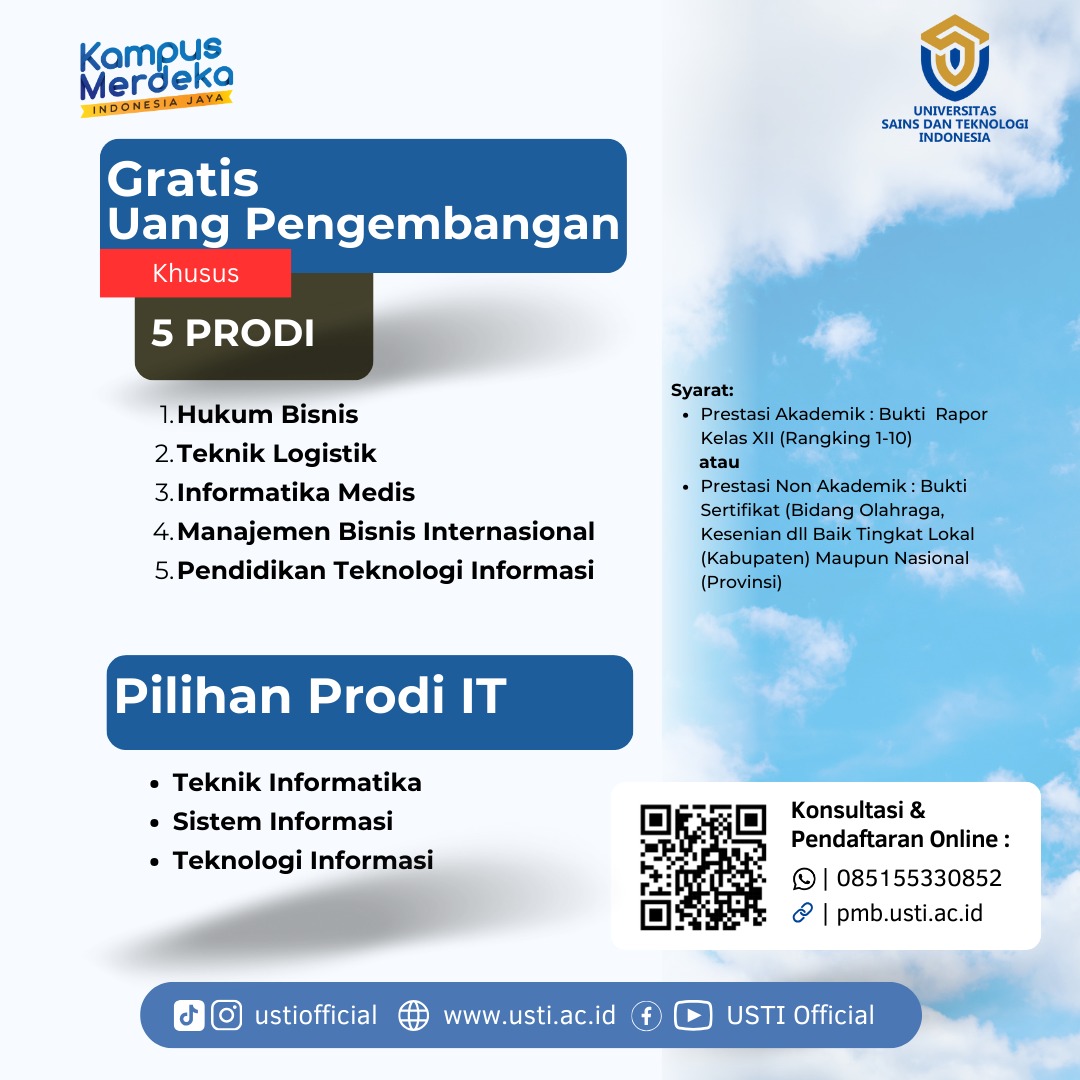 Kampus
Merdeka
INDONESIA JAYA
UNIVERSITAS
SAINS DAN TEKNOLOGI
INDONESIA
Gratis
Uang Pengembangan
Khusus
5 PRODI
1. Hukum Bisnis
2. Teknik Logistik
3. Informatika Medis
4. Manajemen Bisnis Internasional
5. Pendidikan Teknologi Informasi
Syarat:
• Prestasi Akademik : Bukti Rapor
Kelas XII (Rangking 1-10)
atau
• Prestasi Non Akademik : Bukti
Sertifikat (Bidang Olahraga,
Kesenian dll Baik Tingkat Lokal
(Kabupaten) Maupun Nasional
(Provinsi)
Pilihan Prodi IT
• Teknik Informatika
• Sistem Informasi
• Teknologi Informasi
Konsultasi &
Pendaftaran Online :
| 085155330852
| pmb.usti.ac.id
ustiofficial www.usti.ac.id USTI Official